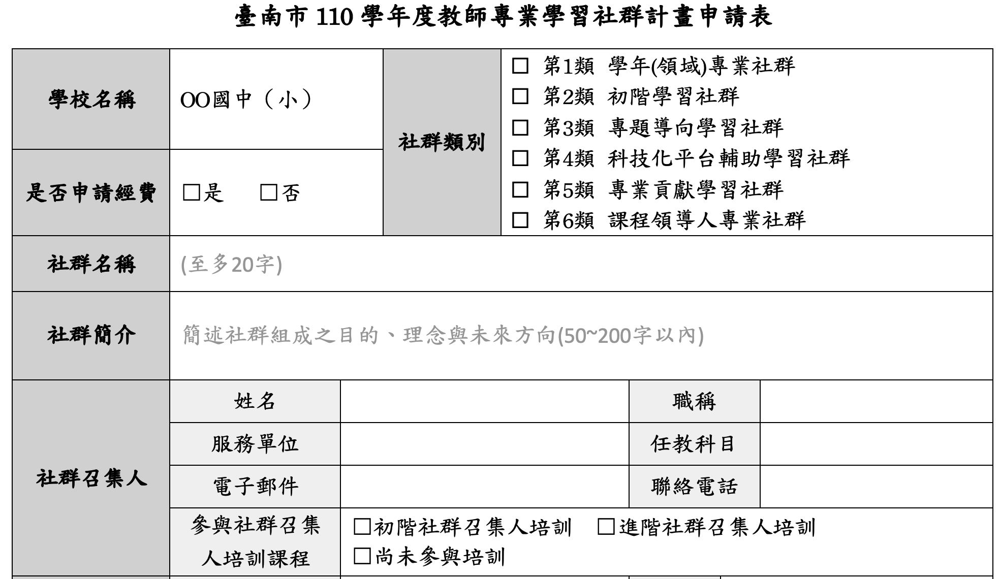 臺南市 110 學年度教師專業學習社群計畫申請表
學校名稱
OO國中（小）
社群類別
☐ 第1類 學年(領域)專業社群
☐ 第2類 初階學習社群
☐ 第3類 專題導向學習社群
☐ 第4類 科技化平台輔助學習社群
☐ 第5類 專業貢獻學習社群
☐ 第6類 課程領導人專業社群
是否申請經費
☐是 ☐否
社群名稱
(至多20字)
社群簡介
簡述社群組成之目的、理念與未來方向(50~200字以內)
社群召集人
姓名
職稱
服務單位
任教科目
電子郵件
聯絡電話
參與社群召集
人培訓課程
☐初階社群召集人培訓 ☐進階社群召集人培訓
☐尚未參與培訓